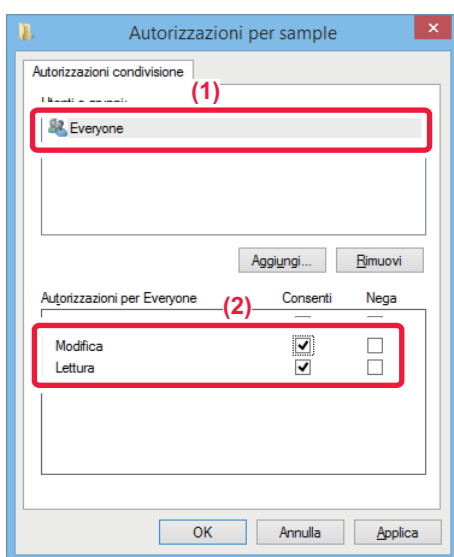 Autorizzazioni per sample
Autorizzazioni condivisione
(1)
Everyone
Aggiungi... Rimuovi
Autorizzazioni per Everyone (2) Consenti Nega
Modifica
Lettura
OK Annulla Applica